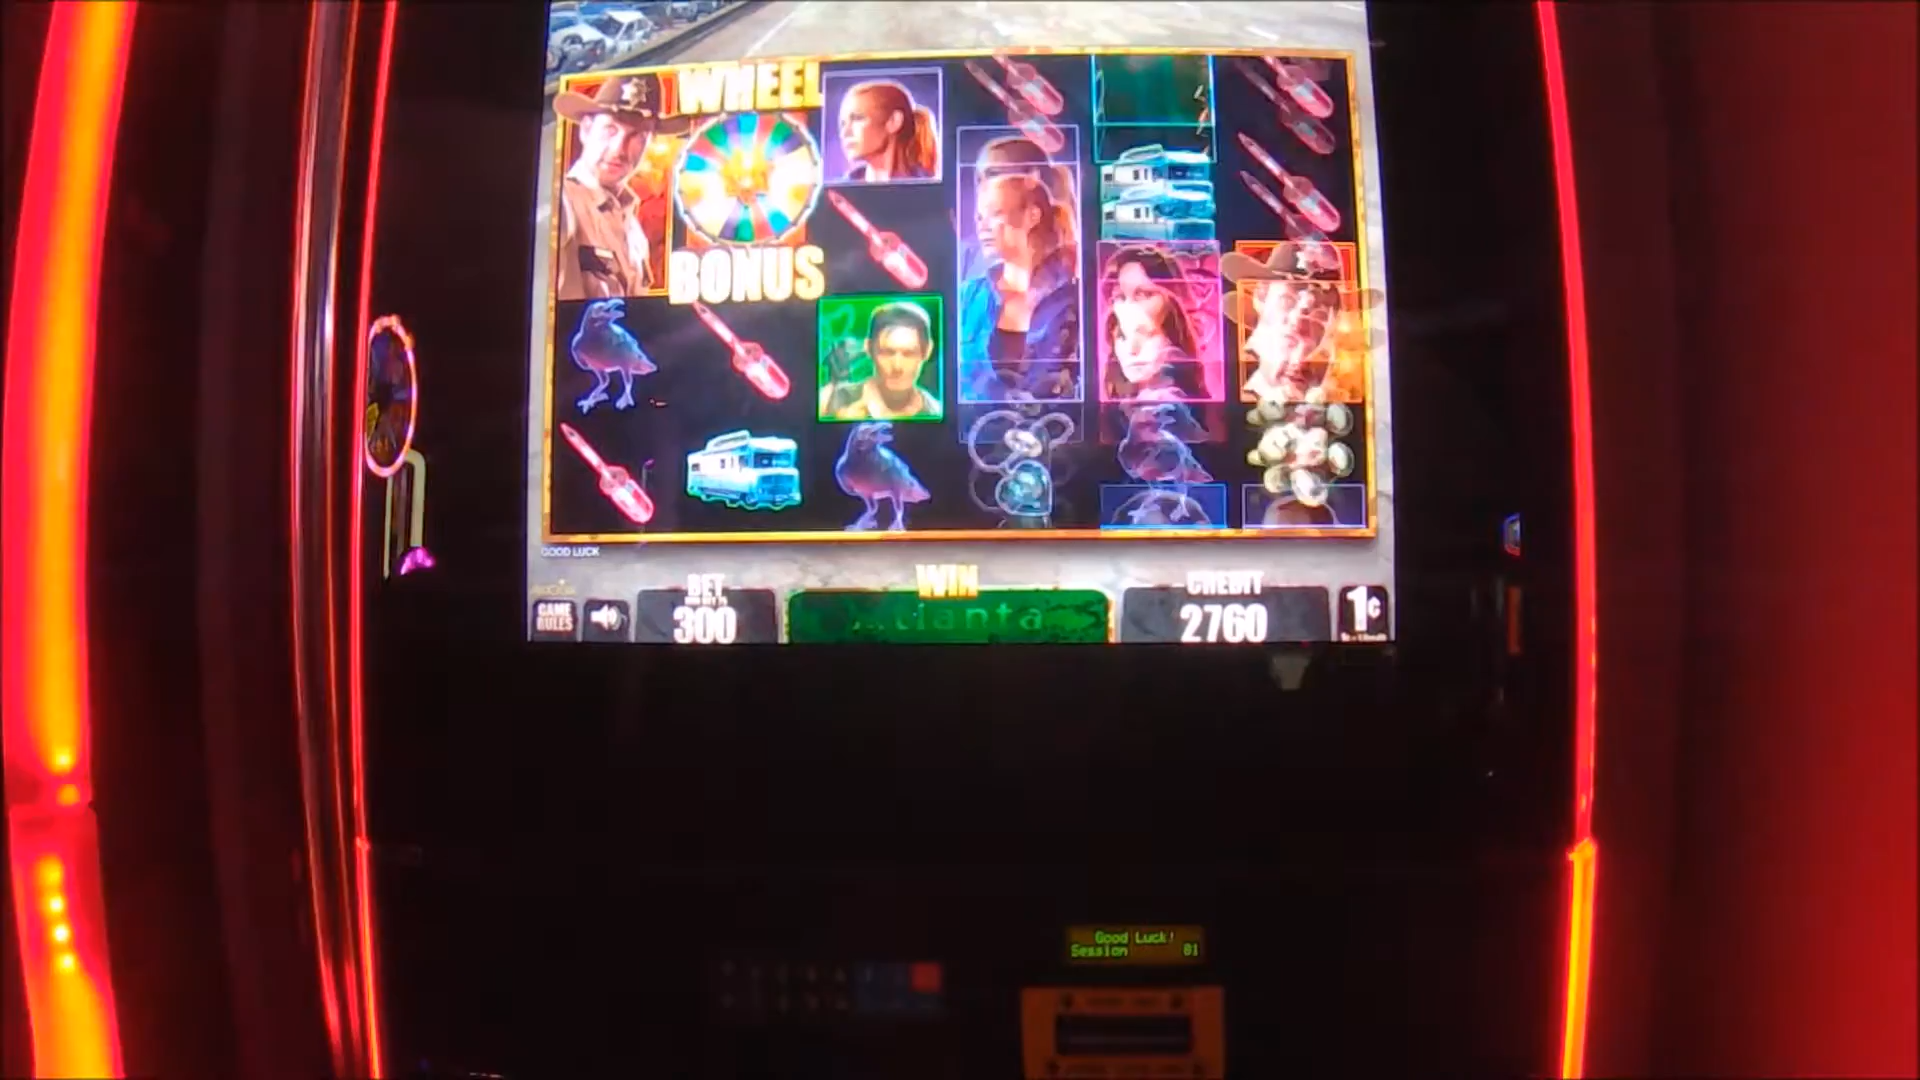 WHEEL
BONUS
GOOD LUCK
GAME
RULES
BET
300
WIN
Atlanta
CREDIT
2760
1¢
Good Luck!
Session 01